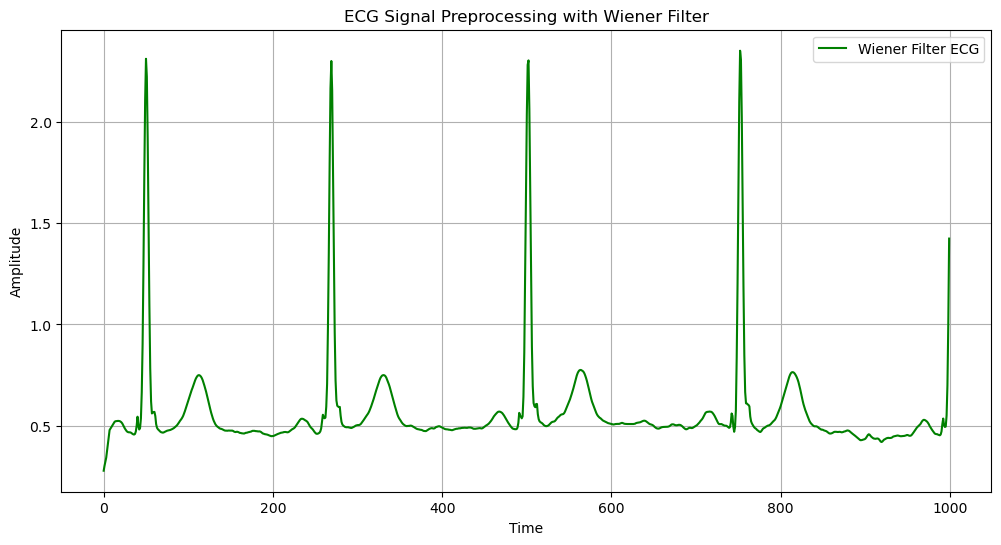 ECG Signal Preprocessing with Wiener Filter
Wiener Filter ECG
2.0
1.5
1.0
0.5
Amplitude
0 200 400 600 800 1000
Time